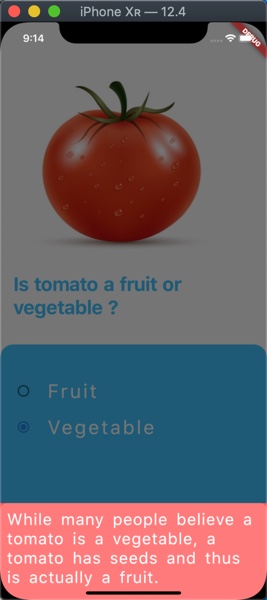 iPhone Xʀ — 12.4
9:14
DEBUG
Is tomato a fruit or
vegetable ?
Fruit
Vegetable
While many people believe a
tomato is a vegetable, a
tomato has seeds and thus
is actually a fruit.